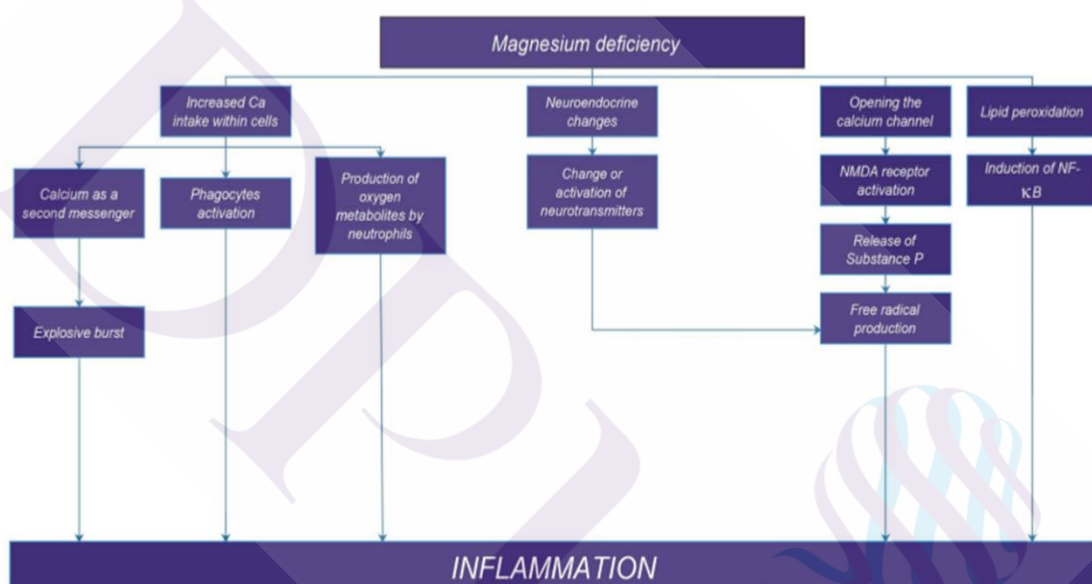 Magnesium deficiency
Increased Ca
intake within cells
Neuroendocrine
changes
Opening the
calcium channel
Lipid peroxidation
Calcium as a
second messenger
Phagocytes
activation
Production of
oxygen
metabolites by
neutrophils
Change or
activation of
neurotransmitters
NMDA receptor
activation
Induction of NF-
κB
Release of
Substance P
Explosive burst
Free radical
production
INFLAMMATION
DPI